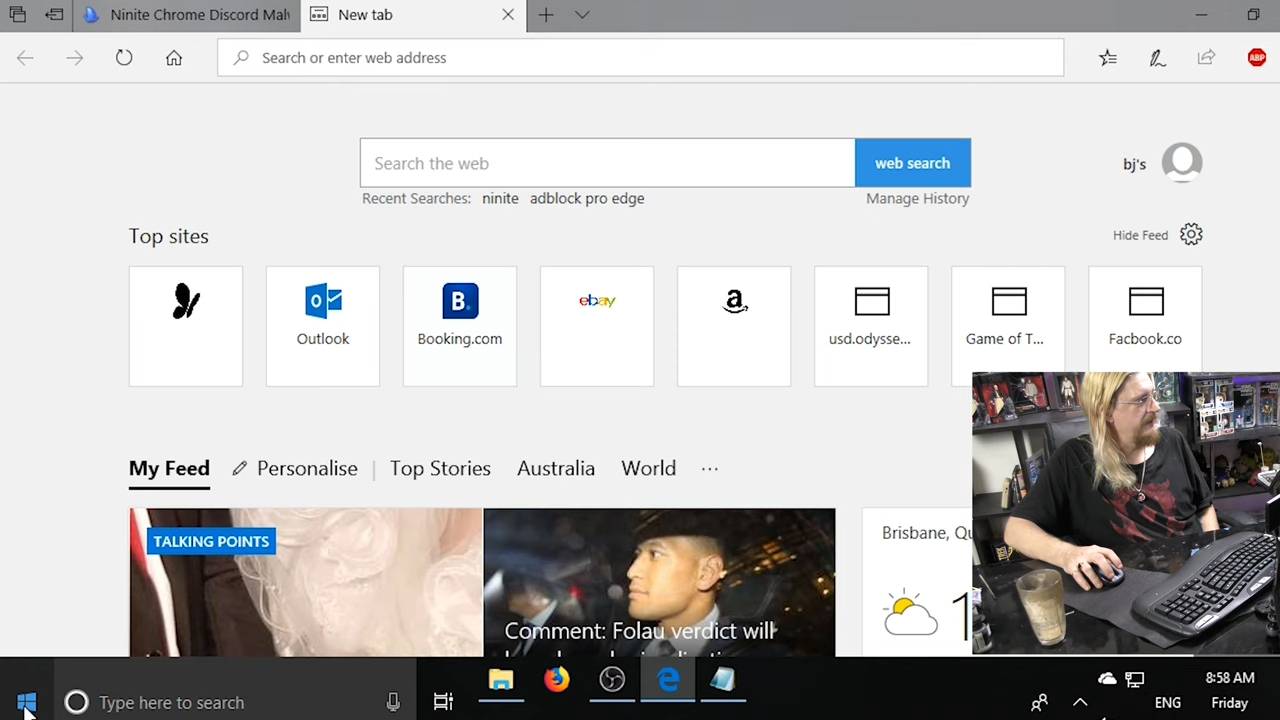 Ninite Chrome Discord Malv
New tab
Search or enter web address
ABP
Search the web
web search
bj's
Recent Searches: ninite adblock pro edge
Manage History
Top sites
Hide Feed
Outlook
B.
Booking.com
ebay
a
usd.odysse...
Game of T...
Facbook.co
My Feed
Personalise
Top Stories
Australia
World
TALKING POINTS
Comment: Folau verdict will
Brisbane, Qu
1
Type here to search
8:58 AM
ENG
Friday